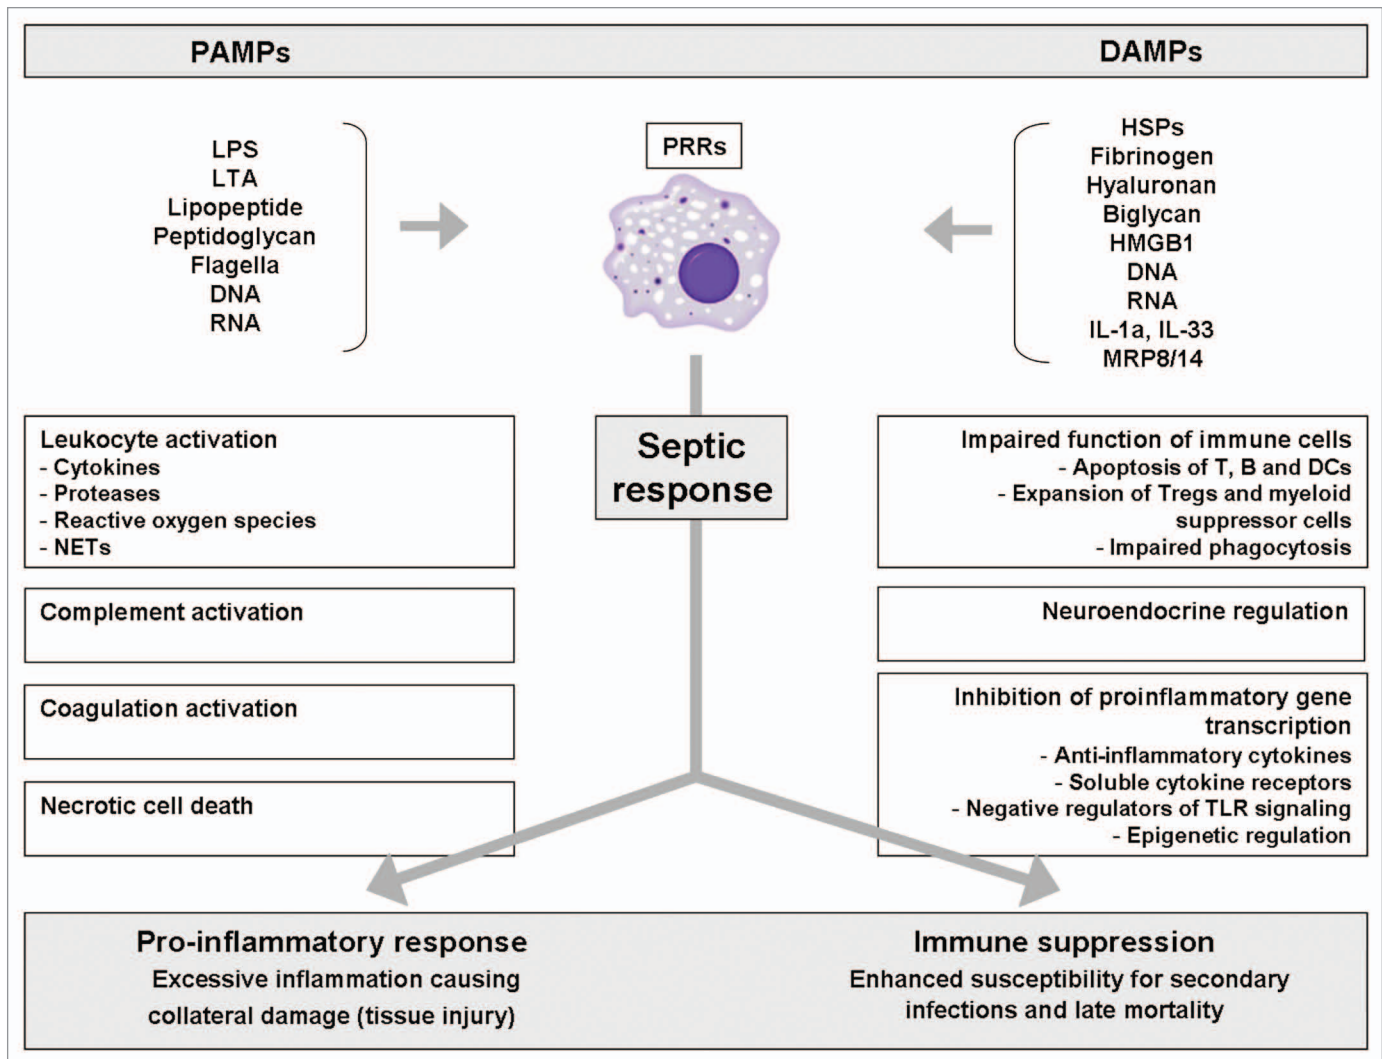 PAMPs
DAMPs
LPS
LTA
Lipopeptide
Peptidoglycan
Flagella
DNA
RNA
PRRs
HSPs
Fibrinogen
Hyaluronan
Biglycan
HMGB1
DNA
RNA
IL-1a, IL-33
MRP8/14
Septic
response
Leukocyte activation
- Cytokines
- Proteases
- Reactive oxygen species
- NETs
Complement activation
Coagulation activation
Necrotic cell death
Impaired function of immune cells
- Apoptosis of T, B and DCs
- Expansion of Tregs and myeloid
suppressor cells
- Impaired phagocytosis
Neuroendocrine regulation
Inhibition of proinflammatory gene
transcription
- Anti-inflammatory cytokines
- Soluble cytokine receptors
- Negative regulators of TLR signaling
- Epigenetic regulation
Pro-inflammatory response
Excessive inflammation causing
collateral damage (tissue injury)
Immune suppression
Enhanced susceptibility for secondary
infections and late mortality